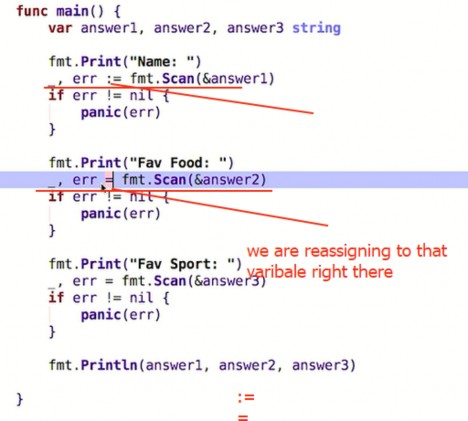 func main() {
var answer1, answer2, answer3 string
fmt.Print("Name: ")
_, err := fmt.Scan(&answer1)
if err != nil {
panic(err)
}
fmt.Print("Fav Food: ")
_, err = fmt.Scan(&answer2)
if err != nil {
panic(err)
}
we are reassigning to that
varibale right there
fmt.Print("Fav Sport: ")
_, err = fmt.Scan(&answer3)
if err != nil {
panic(err)
}
fmt.Println(answer1, answer2, answer3)
}
:=
=